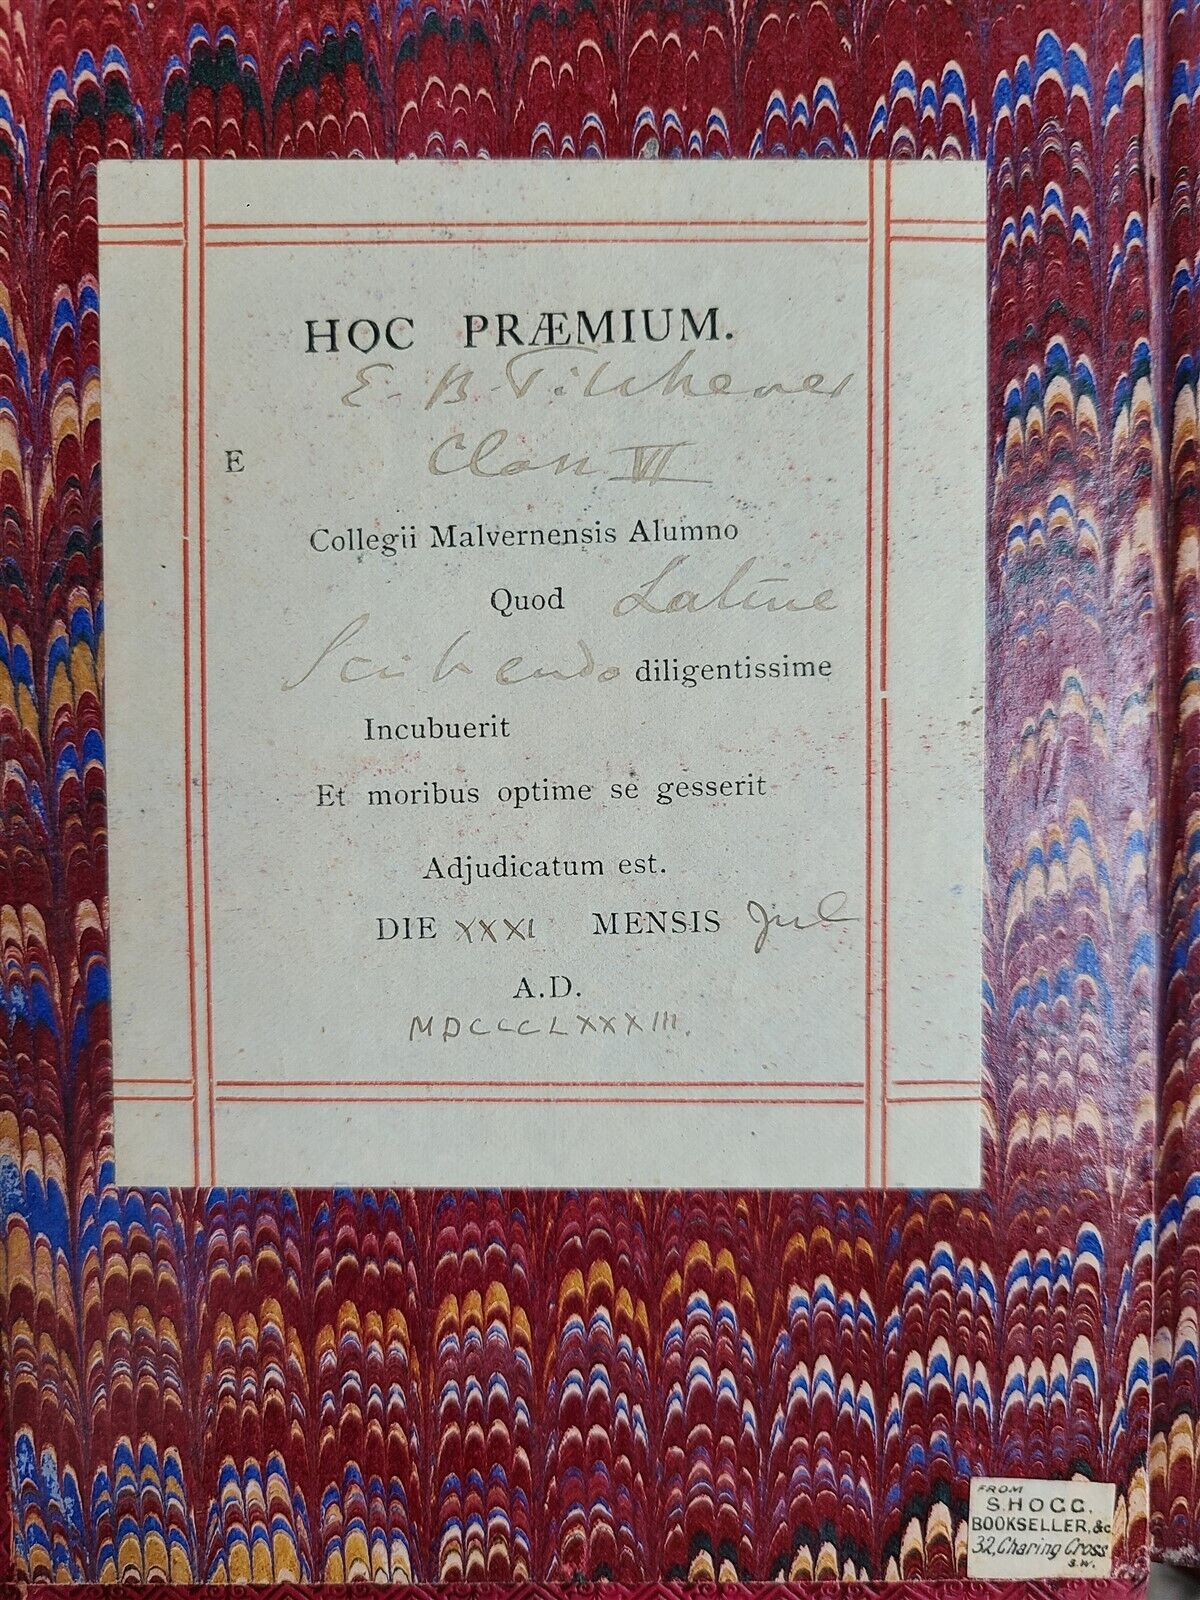 HOC PRÆMIUM.
E. B. Titchener
E Class VI
Collegii Malvernensis Alumno
Quod Latine
Scribendo diligentissime
Incubuerit
Et moribus optime se gesserit
Adjudicatum est.
DIE XXXI MENSIS Jul
A.D.
MDCCCLXXXIII.
FROM
S. HOGG,
BOOKSELLER, &c
32, Charing Cross
S.W.